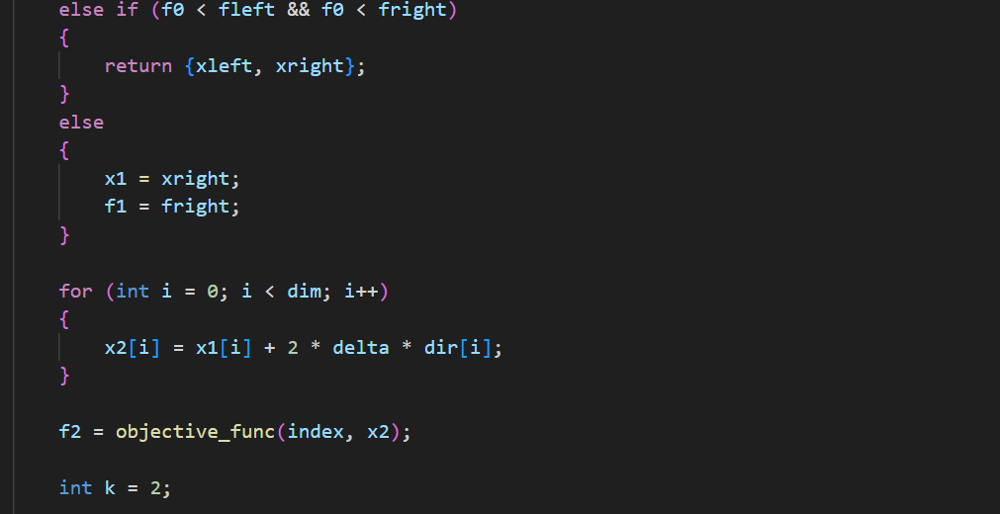 else if (f0 < fleft && f0 < fright)
{
return {xleft, xright};
}
else
{
x1 = xright;
f1 = fright;
}
for (int i = 0; i < dim; i++)
{
x2[i] = x1[i] + 2 * delta * dir[i];
}
f2 = objective_func(index, x2);
int k = 2;